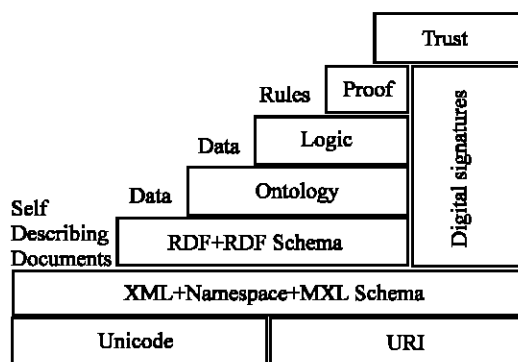 Trust
Rules
Proof
Digital signatures
Data
Logic
Data
Ontology
Self
Describing
Documents
RDF+RDF Schema
XML+Namespace+MXL Schema
Unicode
URI